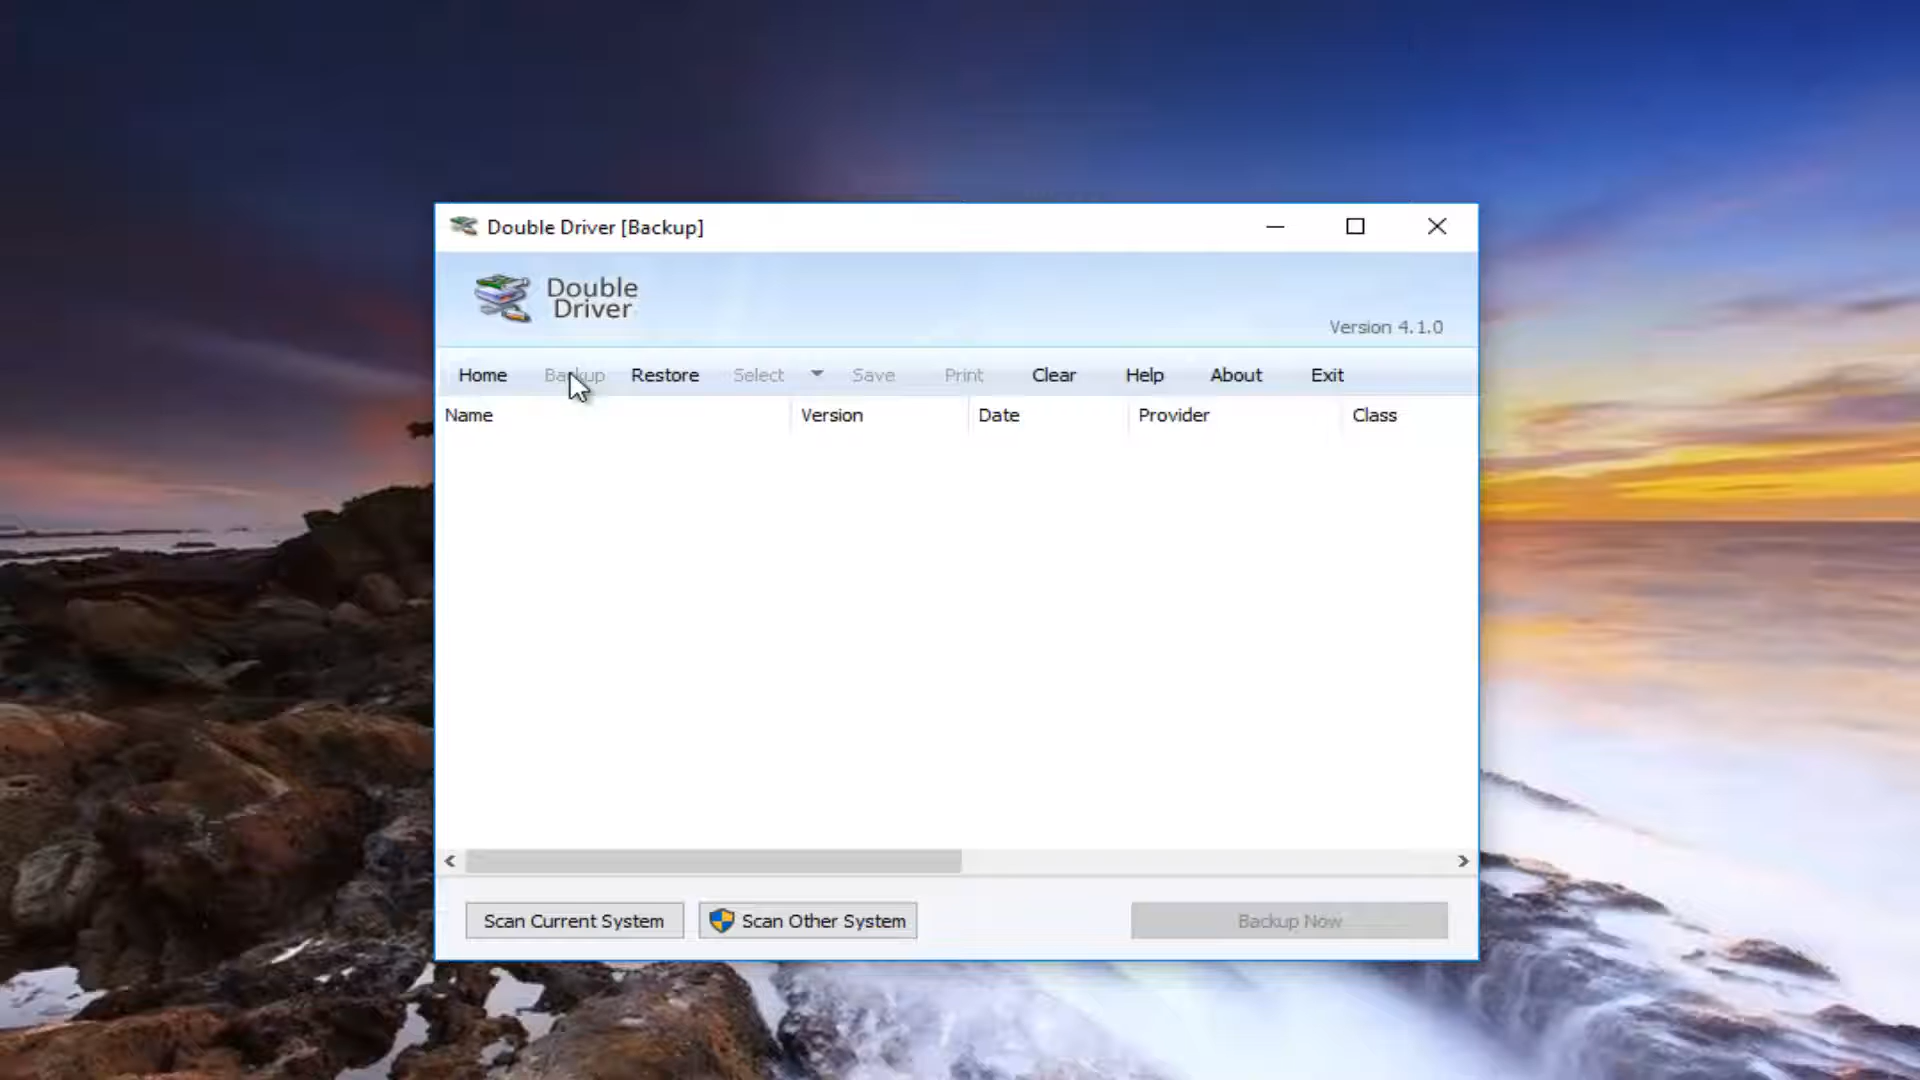 Double Driver [Backup]
Double
Driver
Version 4.1.0
Home Backup Restore Select Save Print Clear Help About Exit
Name Version Date Provider Class
Scan Current System Scan Other System Backup Now